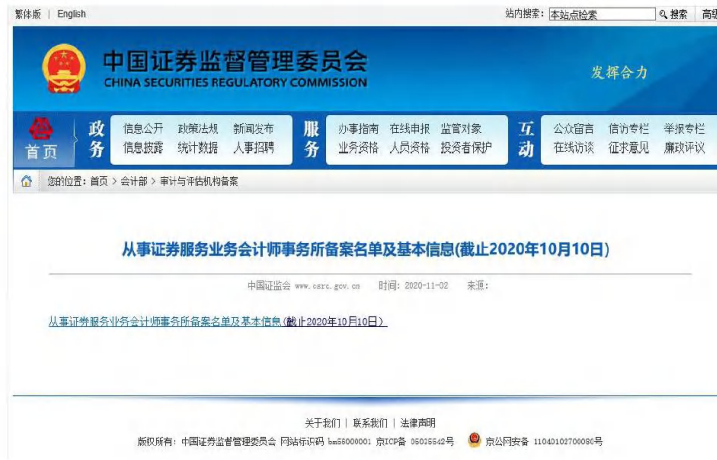 繁体版 | English 站内搜索: 本站点检索 搜索 高级
中国证券监督管理委员会
CHINA SECURITIES REGULATORY COMMISSION
发挥合力
首页
政务
信息公开 政策法规 新闻发布
信息披露 统计数据 人事招聘
服务
办事指南 在线申报 监管对象
业务资格 人员资格 投资者保护
互动
公众留言 信访专栏 举报专栏
在线访谈 征求意见 廉政评议
您的位置: 首页 > 会计部 > 审计与评估机构备案
从事证券服务业务会计师事务所备案名单及基本信息(截止2020年10月10日)
中国证监会 www.csrc.gov.cn 时间: 2020-11-02 来源:
从事证券服务业务会计师事务所备案名单及基本信息(截止2020年10月10日)
关于我们 | 联系我们 | 法律声明
版权所有: 中国证券监督管理委员会 网站标识码 bm56000001 京ICP备 05035542号 京公网安备 11040102700080号